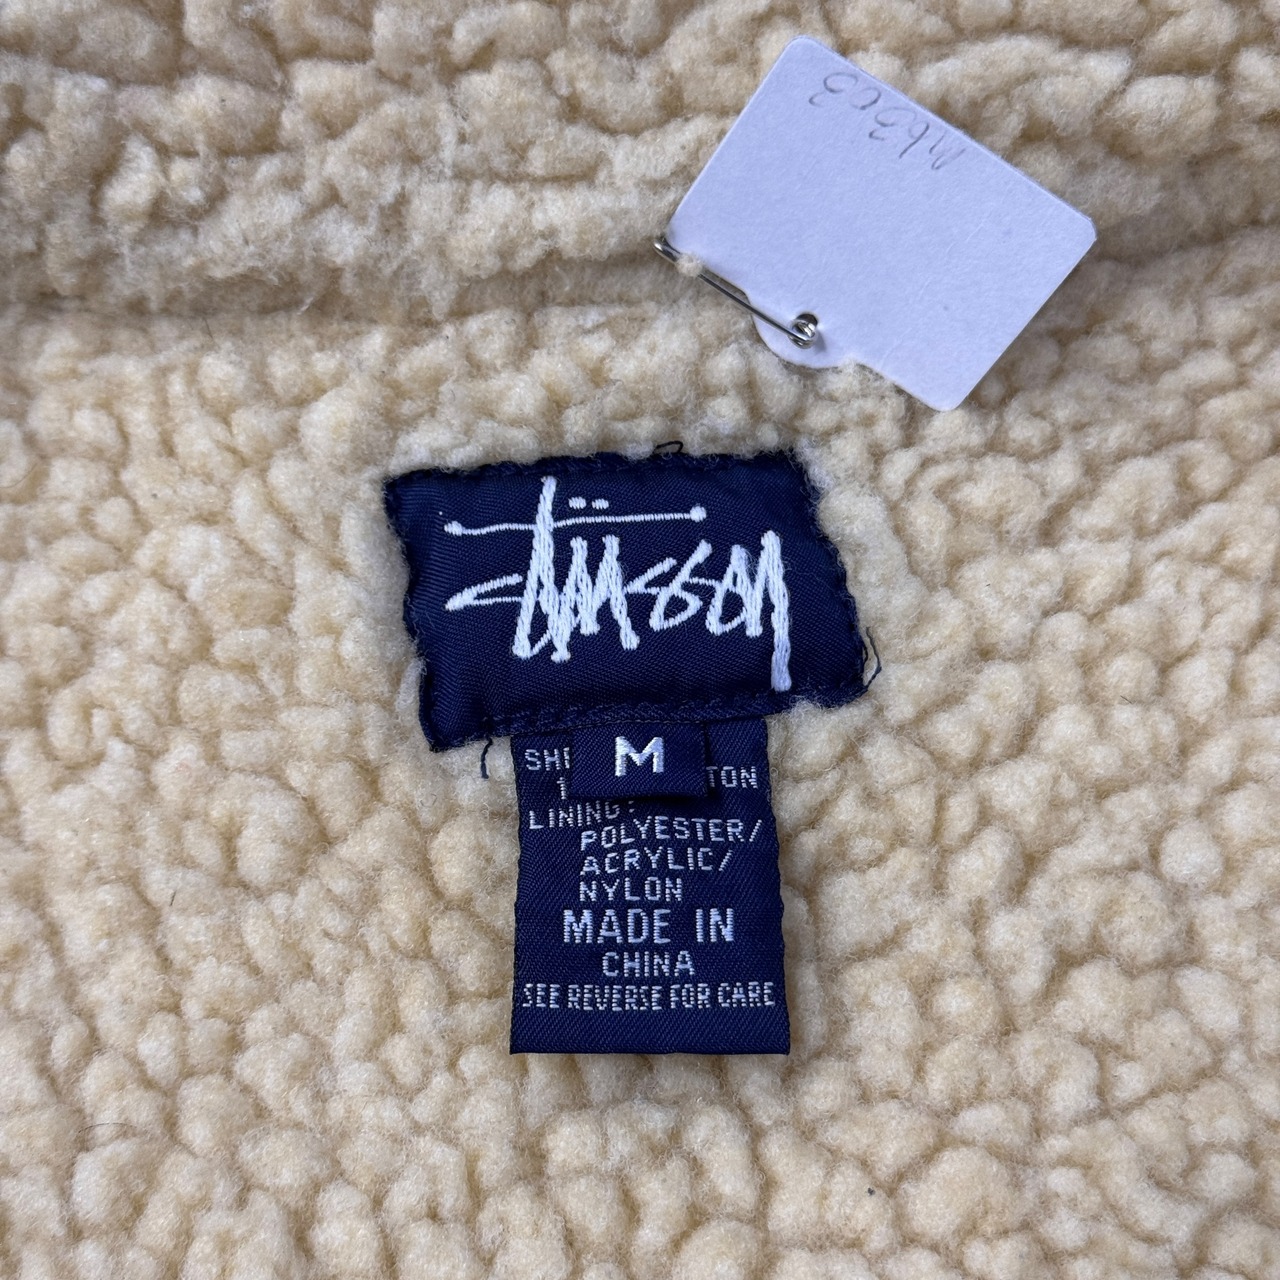 Stüssy
M
LINING:
POLYESTER/
ACRYLIC/
NYLON
MADE IN
CHINA
SEE REVERSE FOR CARE